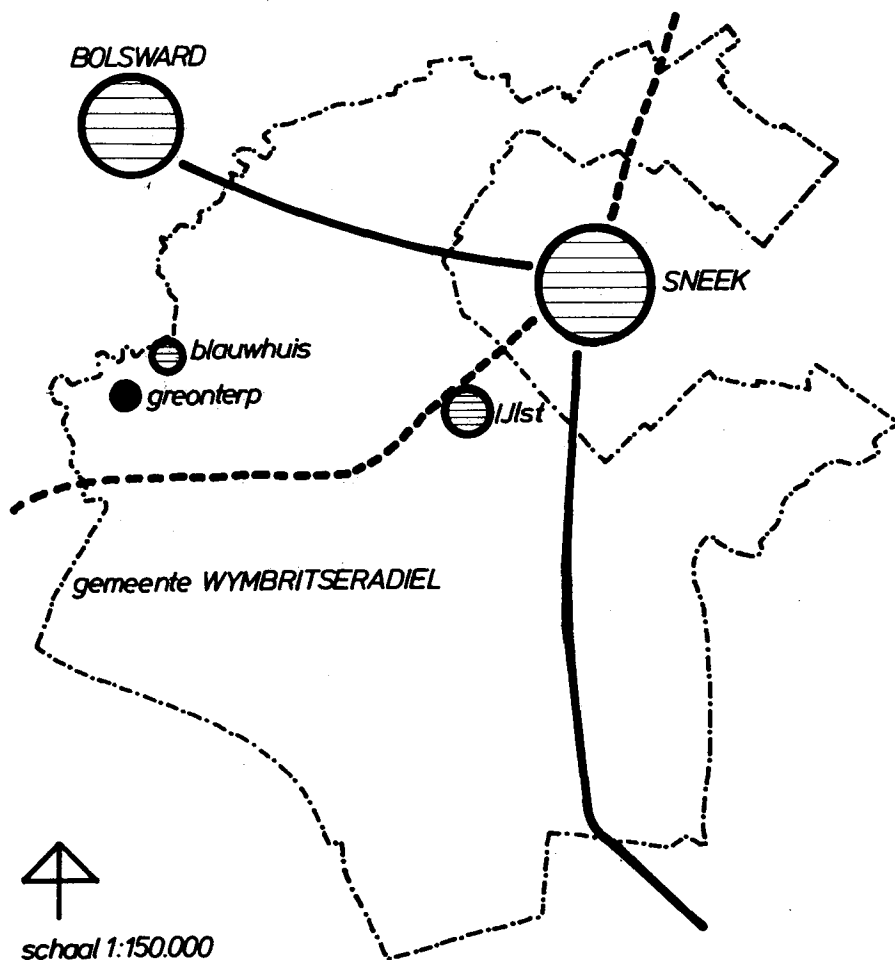 BOLSWARD
SNEEK
blauwhuis
greonterp
IJlst
gemeente WYMBRITSERADIEL
schaal 1:150.000